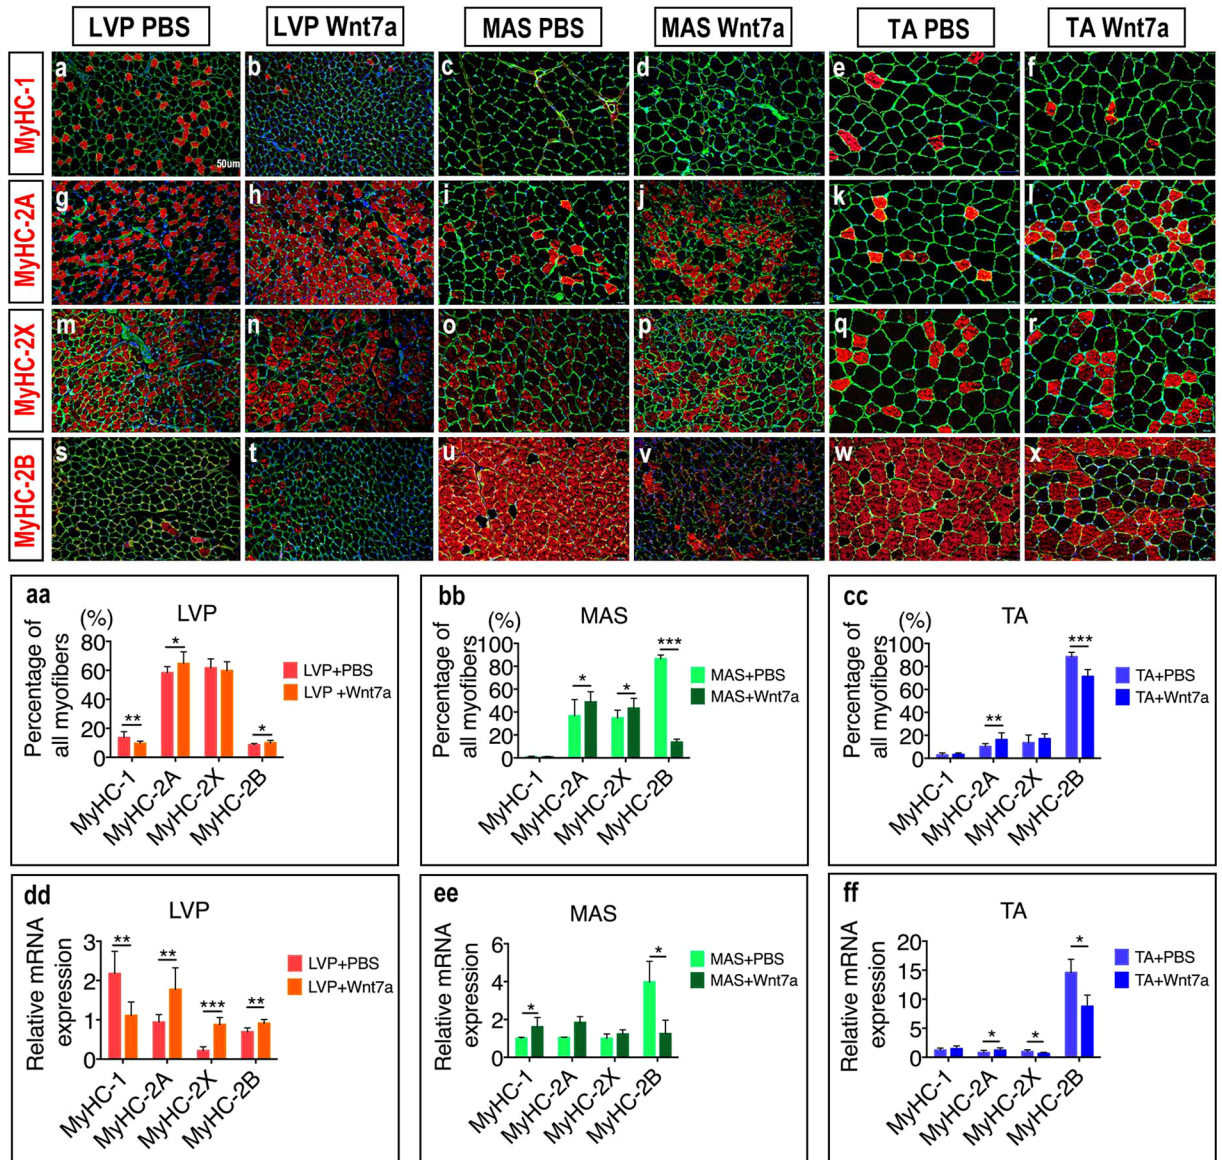 LVP PBS LVP Wnt7a MAS PBS MAS Wnt7a TA PBS TA Wnt7a
MyHC-1
a b c d e f
50um
MyHC-2A
g h i j k l
MyHC-2X
m n o p q r
MyHC-2B
s t u v w x
aa
LVP
(%)
Percentage of
all myofibers
80
60
40
20
0
** * *
MyHC-1 MyHC-2A MyHC-2X MyHC-2B
LVP+PBS
LVP +Wnt7a
bb
MAS
(%)
Percentage of
all myofibers
100
80
60
40
20
0
* * ***
MyHC-1 MyHC-2A MyHC-2X MyHC-2B
MAS+PBS
MAS+Wnt7a
cc
TA
(%)
Percentage of
all myofibers
100
80
60
40
20
0
** ***
MyHC-1 MyHC-2A MyHC-2X MyHC-2B
TA+PBS
TA+Wnt7a
dd
LVP
Relative mRNA
expression
3
2
1
0
** ** *** **
MyHC-1 MyHC-2A MyHC-2X MyHC-2B
LVP+PBS
LVP+Wnt7a
ee
MAS
Relative mRNA
expression
6
4
2
0
* *
MyHC-1 MyHC-2A MyHC-2X MyHC-2B
MAS+PBS
MAS+Wnt7a
ff
TA
Relative mRNA
expression
20
15
10
5
0
* * *
MyHC-1 MyHC-2A MyHC-2X MyHC-2B
TA+PBS
TA+Wnt7a